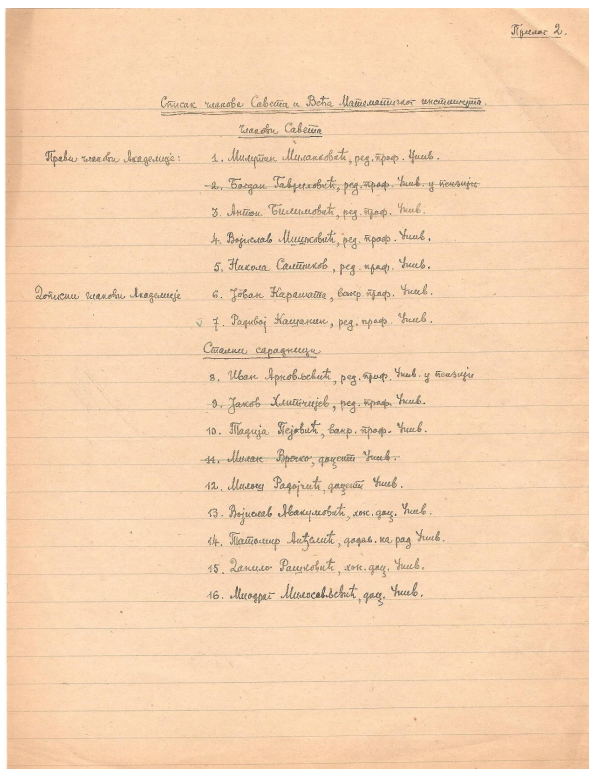 Прилог 2.
Списак чланова Савета и Већа Математичког института
Чланови Савета
Прави чланови Академије: 1. Милутин Миланковић, ред. проф. Унив.
2. Богдан Гавриловић, ред. проф. Унив. у пензији
3. Антон Билимовић, ред. проф. Унив.
4. Војислав Мишковић, ред. проф. Унив.
5. Никола Салтиков, ред. проф. Унив.
Дописни чланови Академије 6. Јован Карамата, ванр. проф. Унив.
7. Радивој Кашанин, ред. проф. Унив.
Стални сарадници
8. Иван Арновљевић, ред. проф. Унив. у пензији
9. Јаков Хлитчијев, ред. проф. Унив.
10. Тадија Пејовић, ванр. проф. Унив.
11. Милан Вречко, доцент Унив.
12. Милош Радојчић, доцент Унив.
13. Војислав Авакумовић, хон. доц. Унив.
14. Татомир Анђелић, додељ. на рад Унив.
15. Данило Рашковић, хон. доц. Унив.
16. Миодраг Милосављевић, доц. Унив.